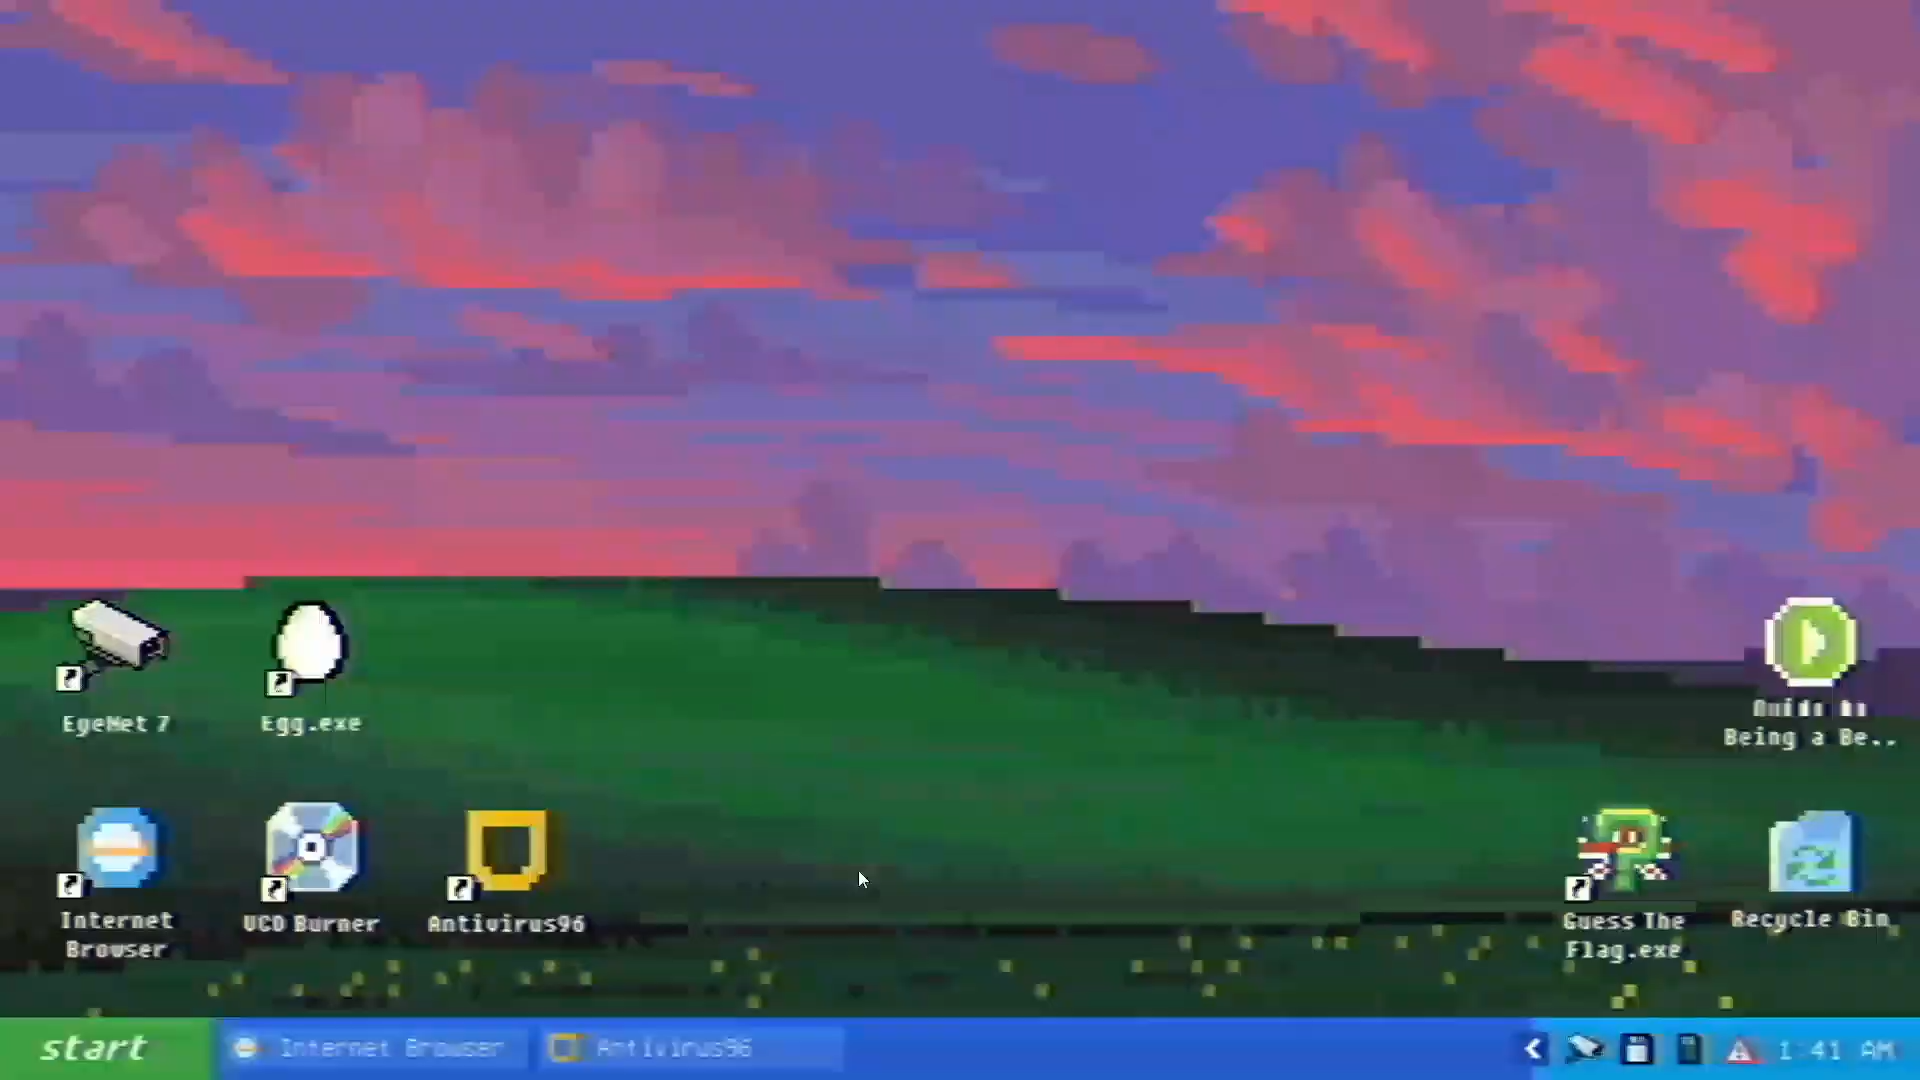 EyeNet 7
Egg.exe
Being a Be..
Internet
Browser
VCD Burner
Antivirus96
Guess The
Flag.exe
Recycle Bin
start
Internet Browser
Antivirus96
1:41 AM